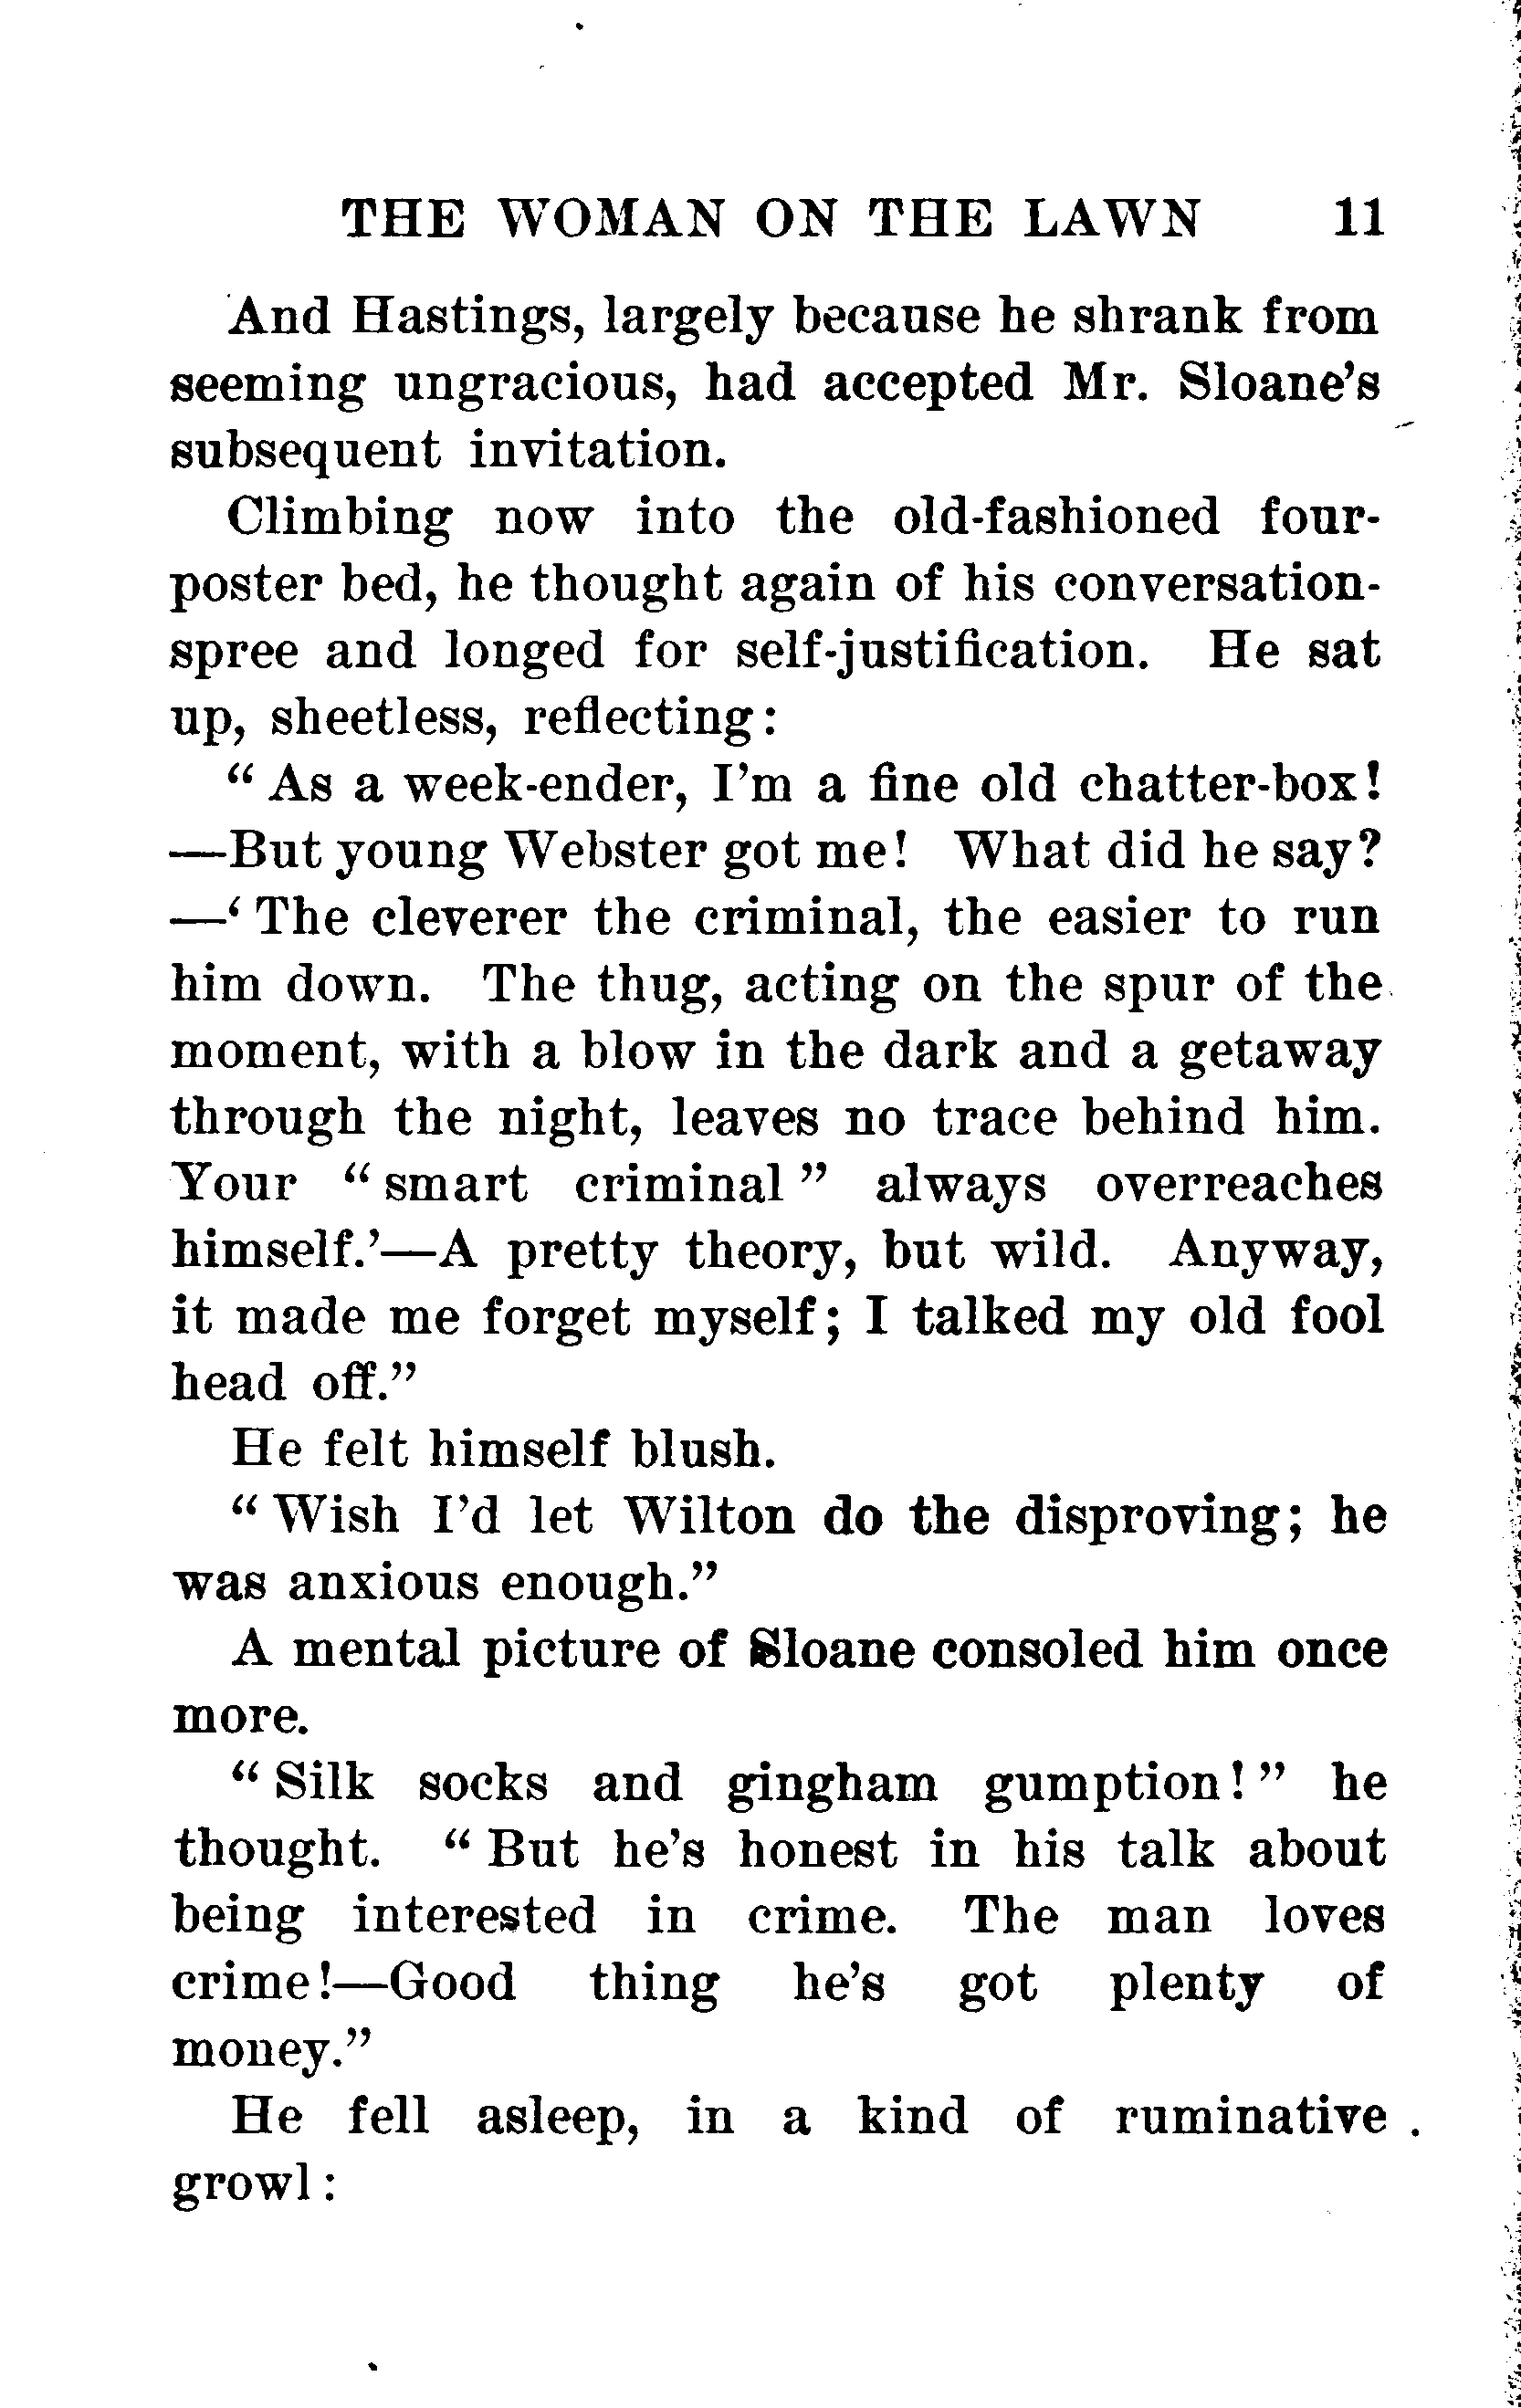 THE WOMAN ON THE LAWN 11
And Hastings, largely because he shrank from
seeming ungracious, had accepted Mr. Sloane's
subsequent invitation.
Climbing now into the old-fashioned four-
poster bed, he thought again of his conversation-
spree and longed for self-justification. He sat
up, sheetless, reflecting:
“ As a week-ender, I’m a fine old chatter-box!
—But young Webster got me! What did he say?
—‘ The cleverer the criminal, the easier to run
him down. The thug, acting on the spur of the
moment, with a blow in the dark and a getaway
through the night, leaves no trace behind him.
Your “ smart criminal ” always overreaches
himself.’—A pretty theory, but wild. Anyway,
it made me forget myself; I talked my old fool
head off.”
He felt himself blush.
“ Wish I’d let Wilton do the disproving; he
was anxious enough.”
A mental picture of Sloane consoled him once
more.
“ Silk socks and gingham gumption! ” he
thought. “ But he’s honest in his talk about
being interested in crime. The man loves
crime!—Good thing he’s got plenty of
money.”
He fell asleep, in a kind of ruminative
growl: